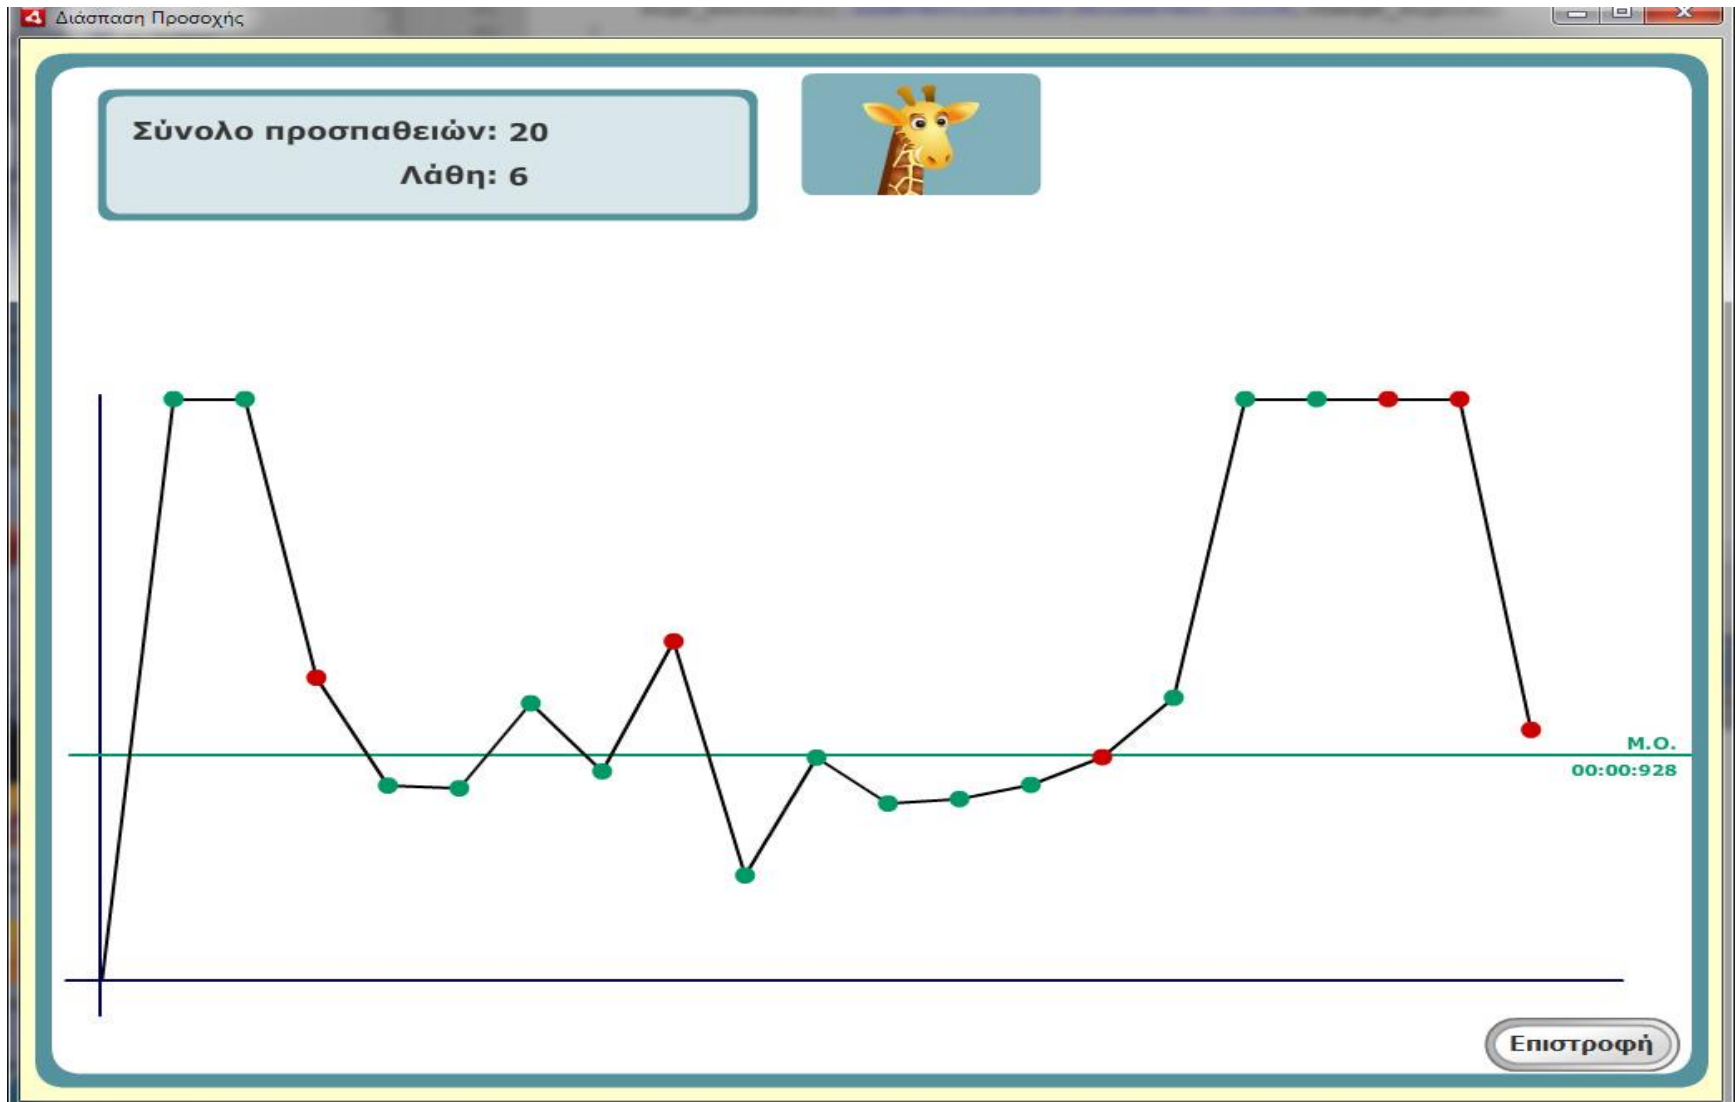 Διάσπαση Προσοχής
Σύνολο προσπαθειών: 20
Λάθη: 6
Μ.Ο.
00:00:928
Επιστροφή